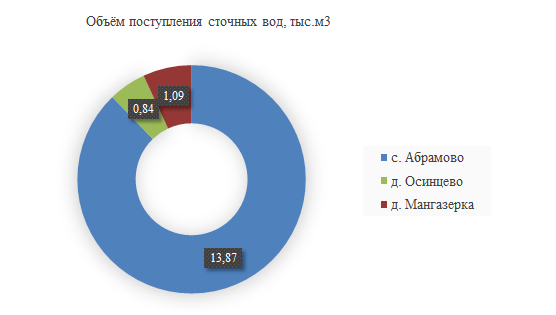 Объём поступления сточных вод, тыс.м3
1,09
0,84
с. Абрамово
д. Осинцево
д. Мангазерка
13,87